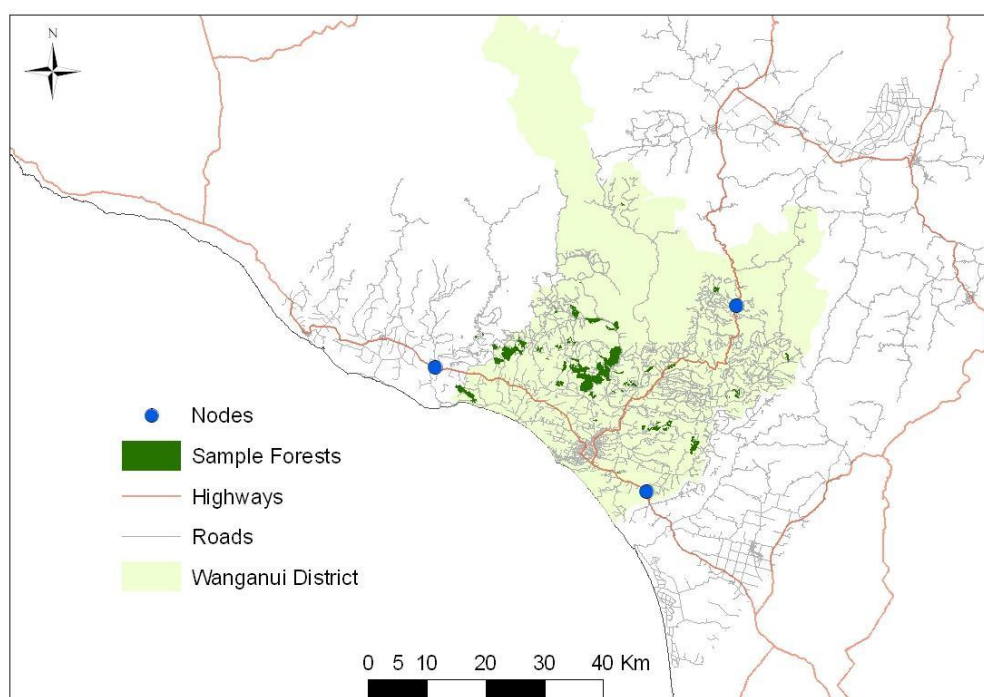 N
Nodes
Sample Forests
Highways
Roads
Wanganui District
0 5 10 20 30 40 Km